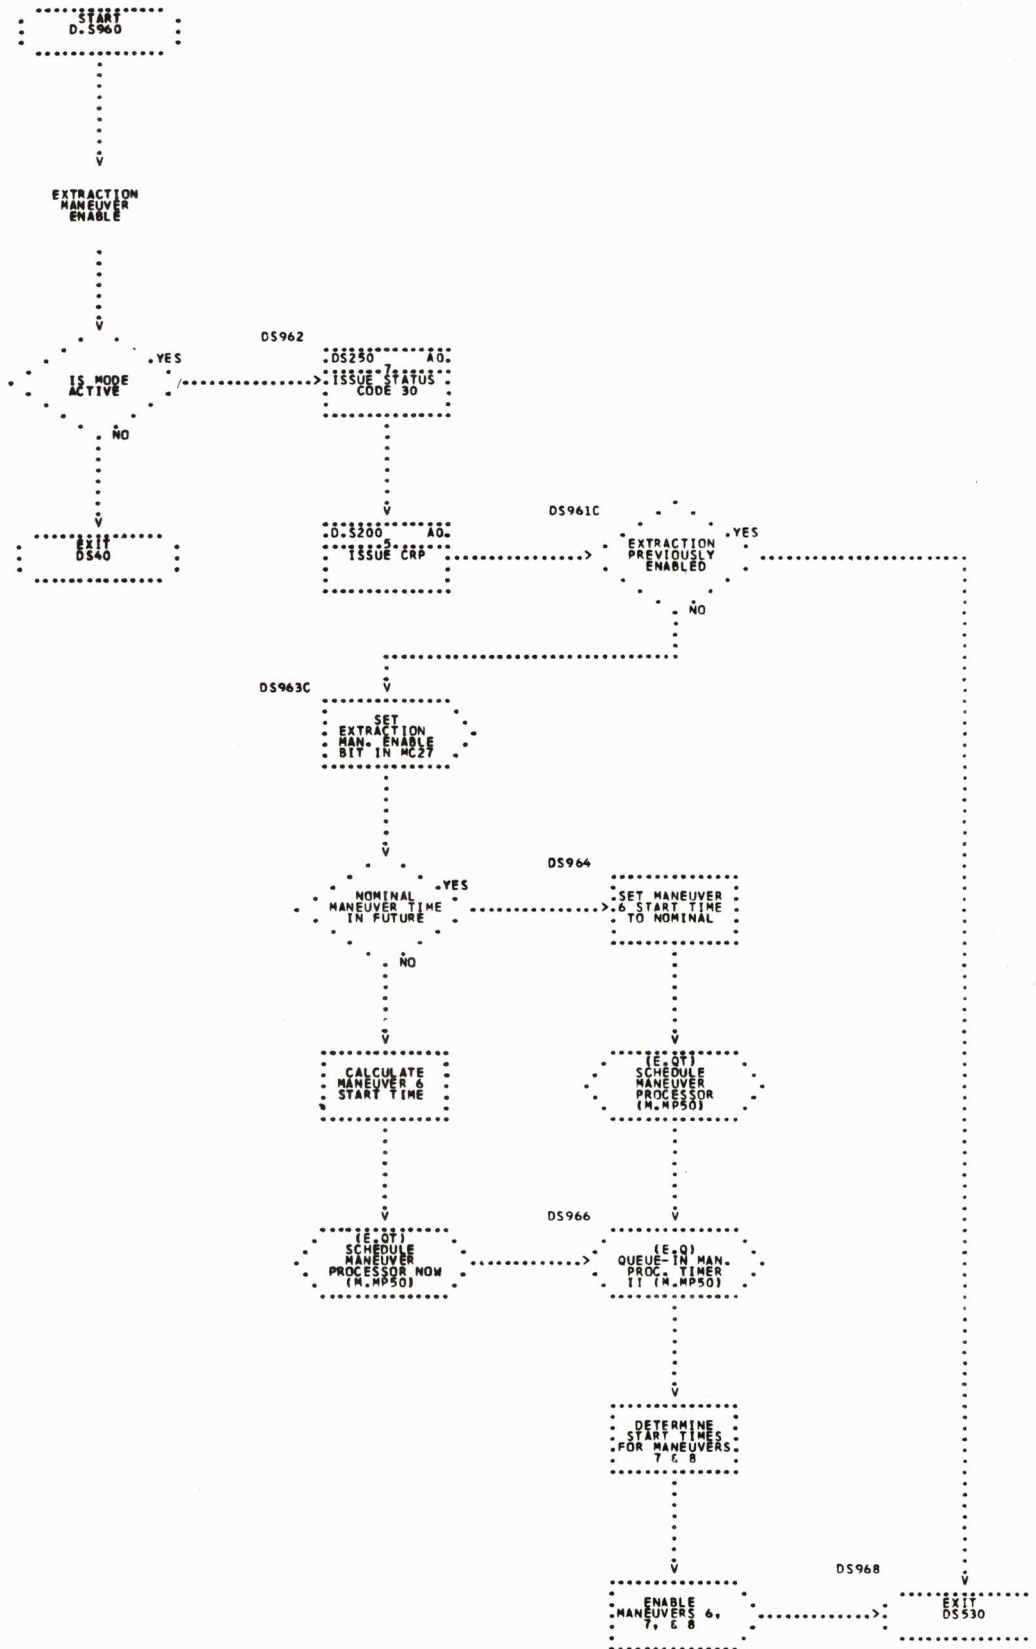 START
D.S960
EXTRACTION
MANEUVER
ENABLE
IS MODE
ACTIVE
YES
NO
EXIT
DS40
DS962
DS250 A0.
7
ISSUE STATUS
CODE 30
D.S200 A0.
5
ISSUE CRP
DS961C
EXTRACTION
PREVIOUSLY
ENABLED
YES
NO
DS963C
SET
EXTRACTION
MAN. ENABLE
BIT IN MC27
NOMINAL
MANEUVER TIME
IN FUTURE
YES
NO
DS964
SET MANEUVER
6 START TIME
TO NOMINAL
CALCULATE
MANEUVER 6
START TIME
(E.QT)
SCHEDULE
MANEUVER
PROCESSOR
(M.MP50)
(E.QT)
SCHEDULE
MANEUVER
PROCESSOR NOW
(M.MP50)
DS966
(E.Q)
QUEUE-IN MAN.
PROC. TIMER
II (M.MP50)
DETERMINE
START TIMES
FOR MANEUVERS
7 & 8
ENABLE
MANEUVERS 6,
7, & 8
DS968
EXIT
DS530